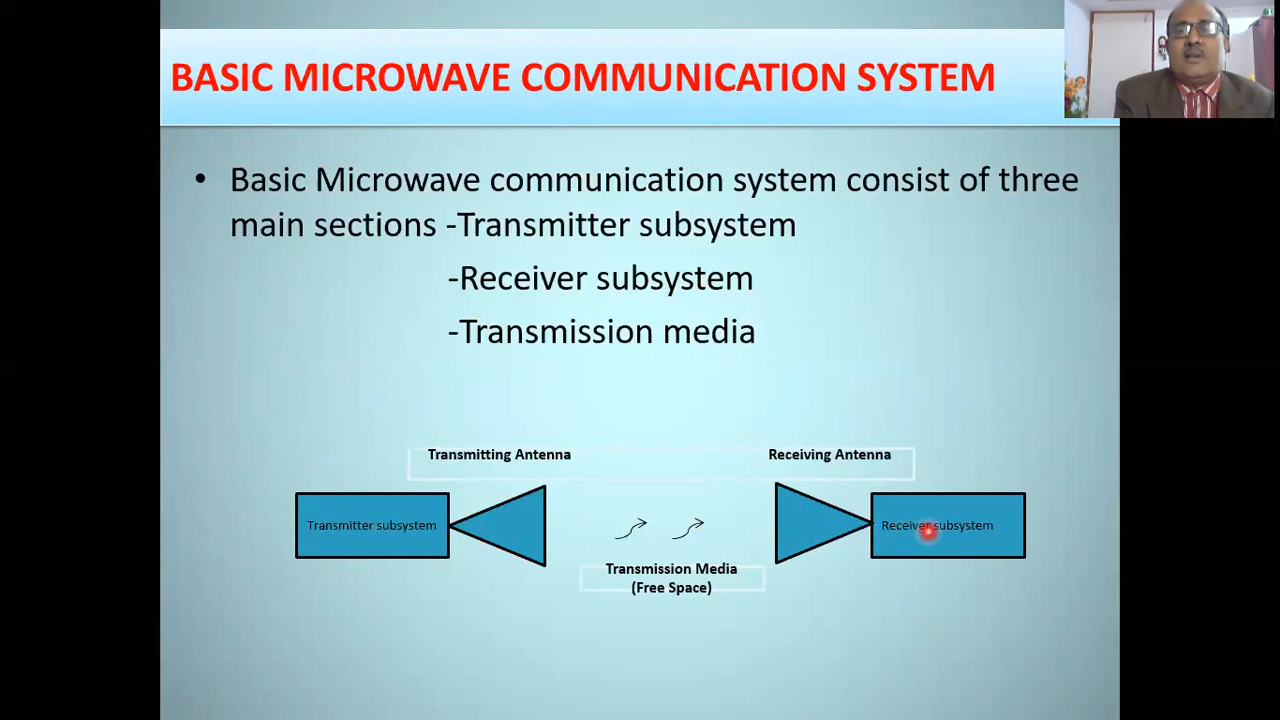 BASIC MICROWAVE COMMUNICATION SYSTEM
• Basic Microwave communication system consist of three
main sections -Transmitter subsystem
-Receiver subsystem
-Transmission media
Transmitting Antenna
Receiving Antenna
Transmitter subsystem
Receiver subsystem
Transmission Media
(Free Space)